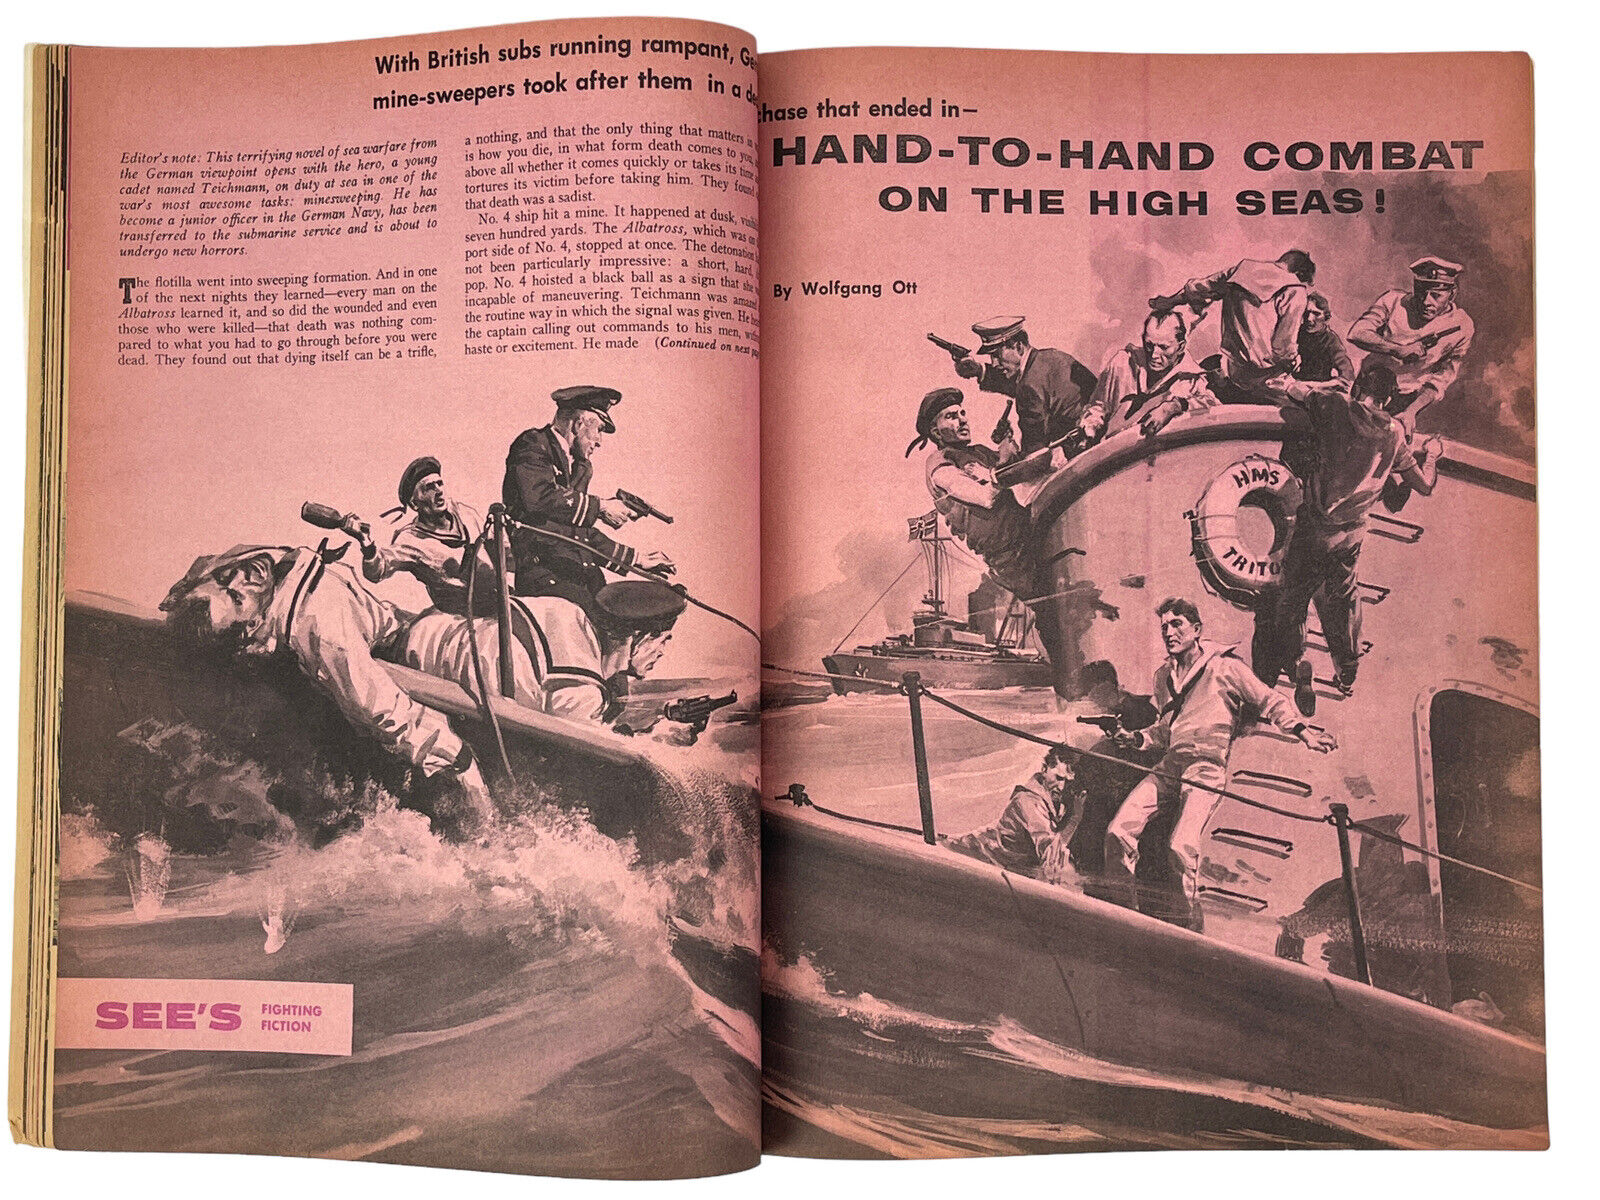 With British subs running rampant, Ge
mine-sweepers took after them in a de
chase that ended in—
HAND-TO-HAND COMBAT
ON THE HIGH SEAS!
By Wolfgang Ott
Editor's note: This terrifying novel of sea warfare from
the German viewpoint opens with the hero, a young
cadet named Teichmann, on duty at sea in one of the
war's most awesome tasks: minesweeping. He has
become a junior officer in the German Navy, has been
transferred to the submarine service and is about to
undergo new horrors.
The flotilla went into sweeping formation. And in one
of the next nights they learned—every man on the
Albatross learned it, and so did the wounded and even
those who were killed—that death was nothing com-
pared to what you had to go through before you were
dead. They found out that dying itself can be a trifle,
a nothing, and that the only thing that matters
is how you die, in what form death comes to you,
above all whether it comes quickly or takes its time
tortures its victim before taking him. They found
that death was a sadist.
No. 4 ship hit a mine. It happened at dusk,
seven hundred yards. The Albatross, which was on
port side of No. 4, stopped at once. The detonation
not been particularly impressive: a short, hard,
pop. No. 4 hoisted a black ball as a sign that she
incapable of maneuvering. Teichmann was amazed
the routine way in which the signal was given. He
the captain calling out commands to his men,
haste or excitement. He made (Continued on next
HMS
TRITO
SEE'S FIGHTING
FICTION